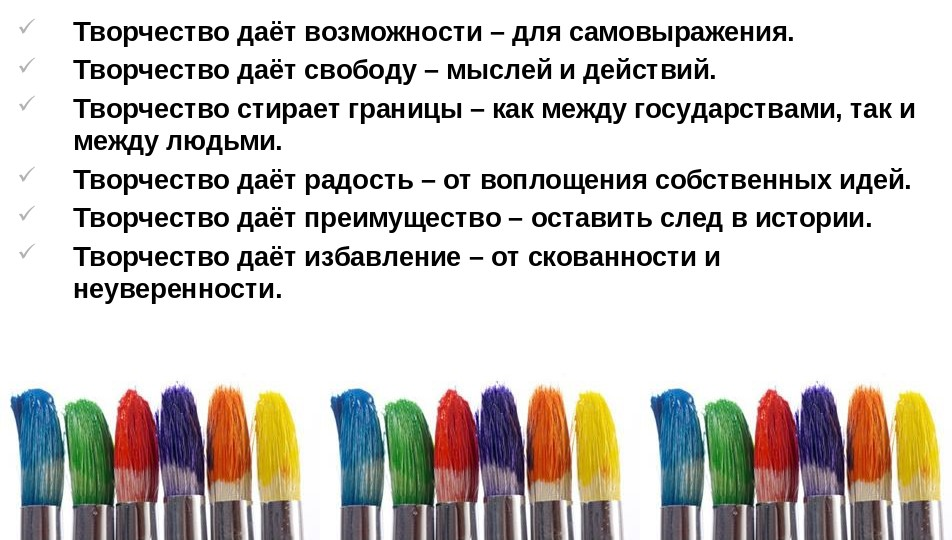 Творчество даёт возможности – для самовыражения.
Творчество даёт свободу – мыслей и действий.
Творчество стирает границы – как между государствами, так и
между людьми.
Творчество даёт радость – от воплощения собственных идей.
Творчество даёт преимущество – оставить след в истории.
Творчество даёт избавление – от скованности и
неуверенности.